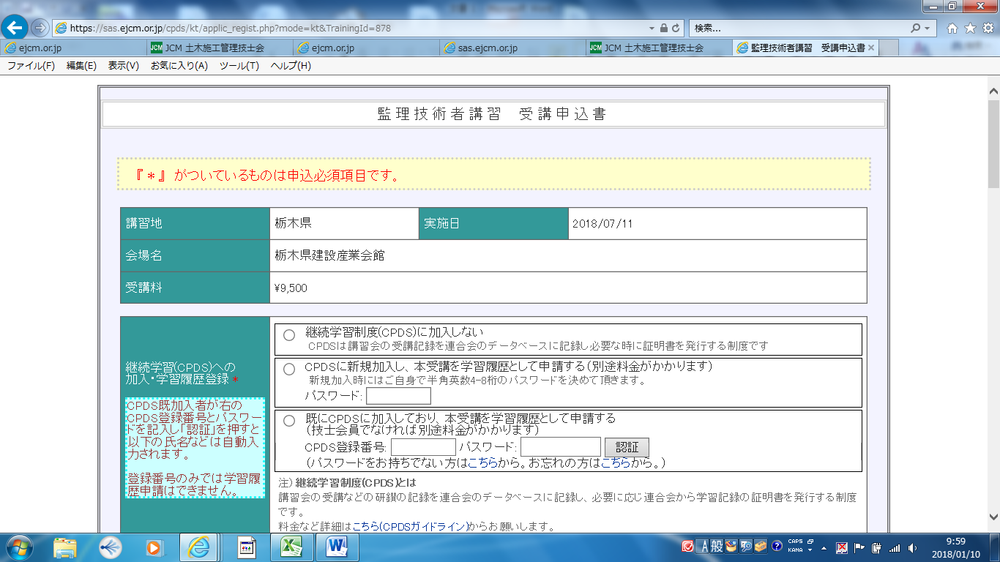 https://sas.ejcm.or.jp/cpds/kt/applic_regist.php?mode=kt&TrainingId=878
検索...
ejcm.or.jp
JCM 土木施工管理技士会
ejcm.or.jp
sas.ejcm.or.jp
JCM 土木施工管理技士会
監理技術者講習 受講申込書
ファイル(F) 編集(E) 表示(V) お気に入り(A) ツール(T) ヘルプ(H)
監理技術者講習 受講申込書
『＊』がついているものは申込必須項目です。
講習地 栃木県 実施日 2018/07/11
会場名 栃木県建設産業会館
受講料 ¥9,500
継続学習(CPDS)への
加入・学習履歴登録 *
CPDS既加入者が右の
CPDS登録番号とパスワー
ドを記入し「認証」を押すと
以下の氏名などは自動入
力されます。
登録番号のみでは学習履
歴申請はできません。
継続学習制度(CPDS)に加入しない
CPDSは講習会の受講記録を連合会のデータベースに記録し必要な時に証明書を発行する制度です
CPDSに新規加入し、本受講を学習履歴として申請する（別途料金がかかります）
新規加入時にはご自身で半角英数4-8桁のパスワードを決めて頂きます。
パスワード:
既にCPDSに加入しており、本受講を学習履歴として申請する
（技士会員でなければ別途料金がかかります）
CPDS登録番号: パスワード: 認証
（パスワードをお持ちでない方はこちらから。お忘れの方はこちらから。）
注）継続学習制度(CPDS)とは
講習会の受講などの研鑚の記録を連合会のデータベースに記録し、必要に応じ連合会から学習記録の証明書を発行する制度
です。
料金など詳細はこちら(CPDSガイドライン)からお願いします。
A 般
CAPS
KANA
9:59
2018/01/10